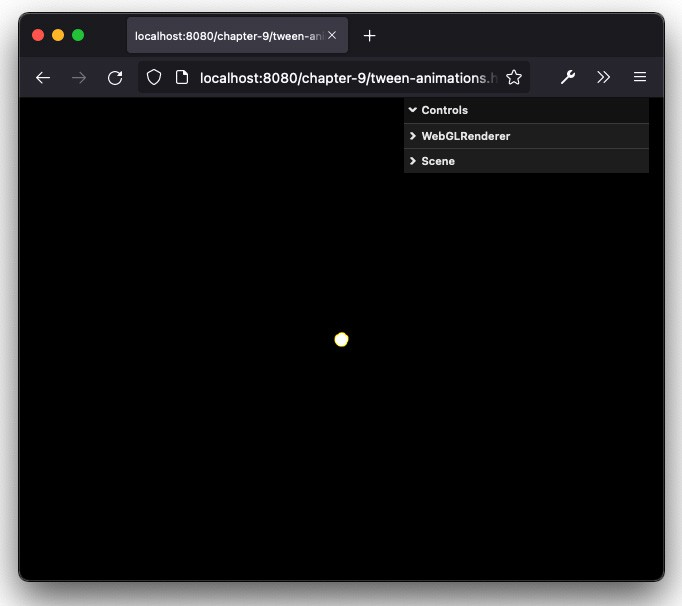 localhost:8080/chapter-9/tween-ani
localhost:8080/chapter-9/tween-animations.h
Controls
WebGLRenderer
Scene